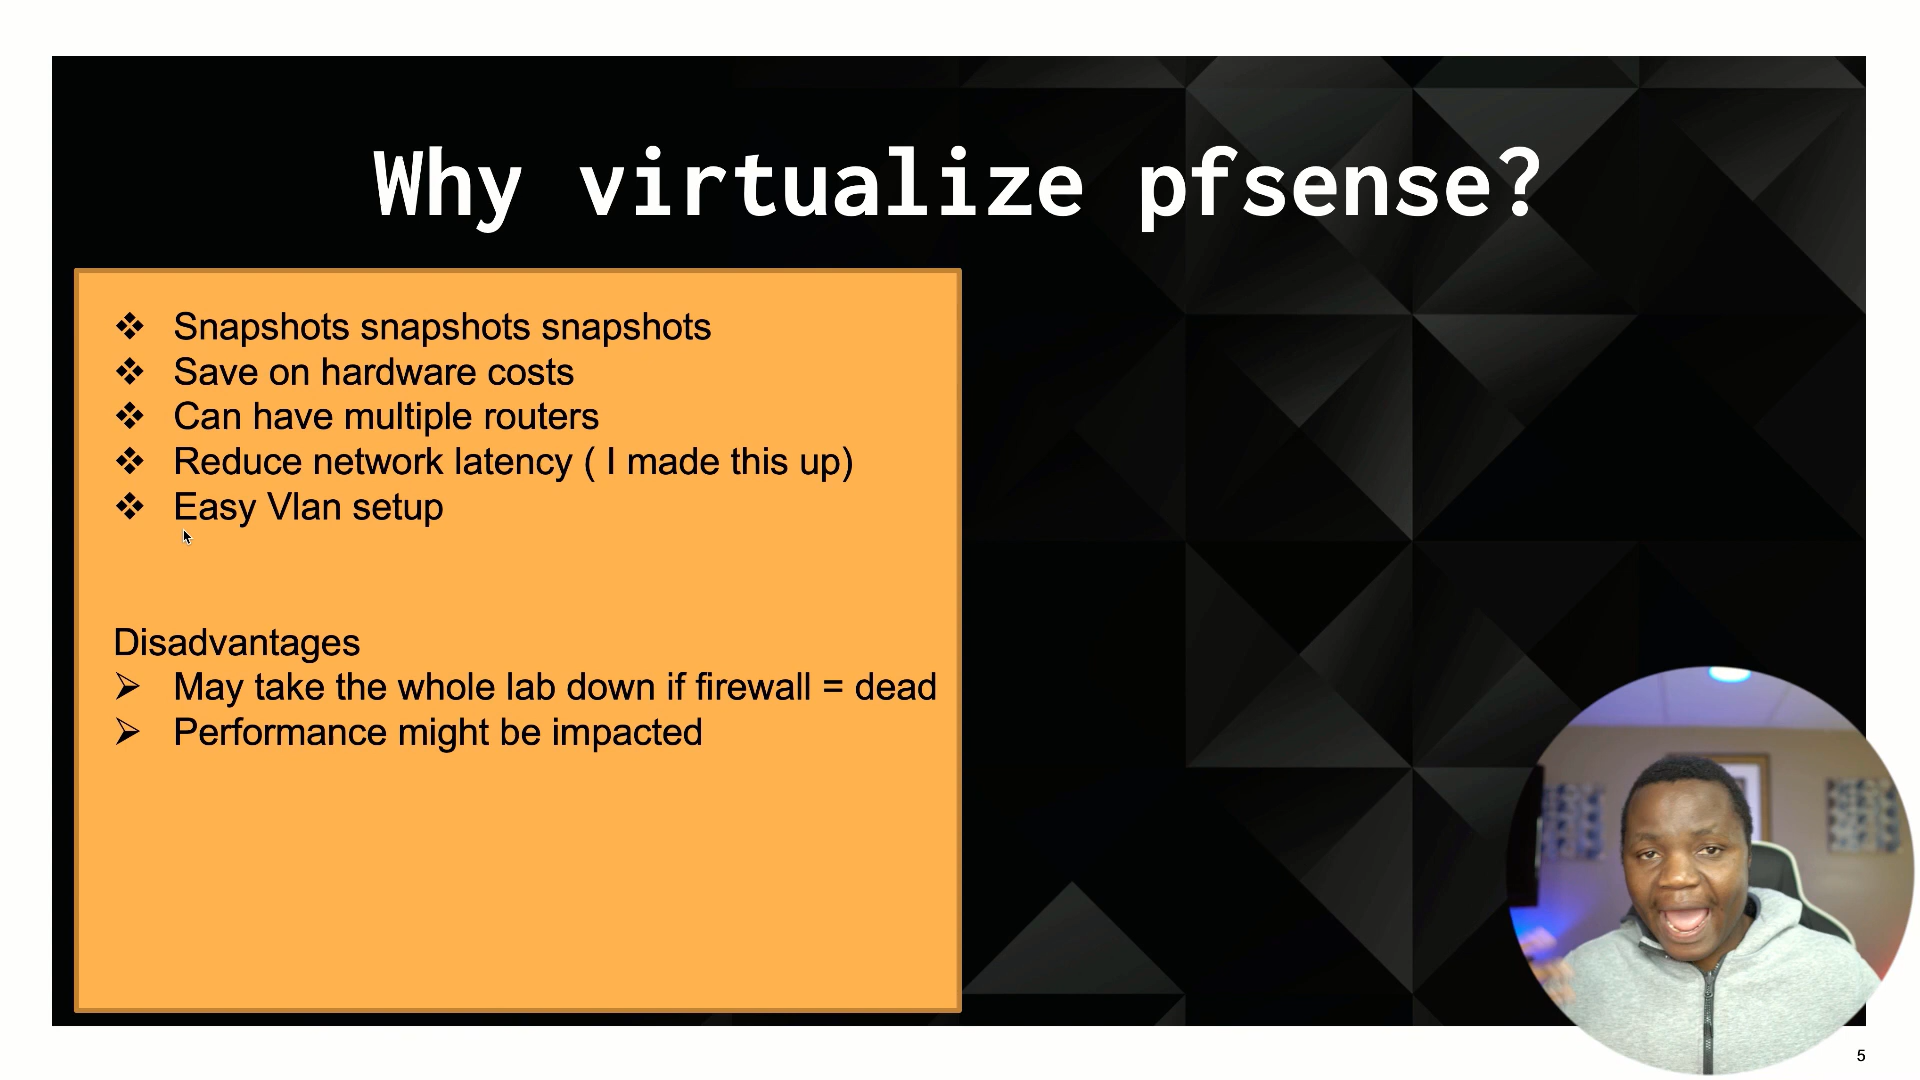 Why virtualize pfsense?
❖ Snapshots snapshots snapshots
❖ Save on hardware costs
❖ Can have multiple routers
❖ Reduce network latency ( I made this up)
❖ Easy Vlan setup
Disadvantages
➢ May take the whole lab down if firewall = dead
➢ Performance might be impacted
5